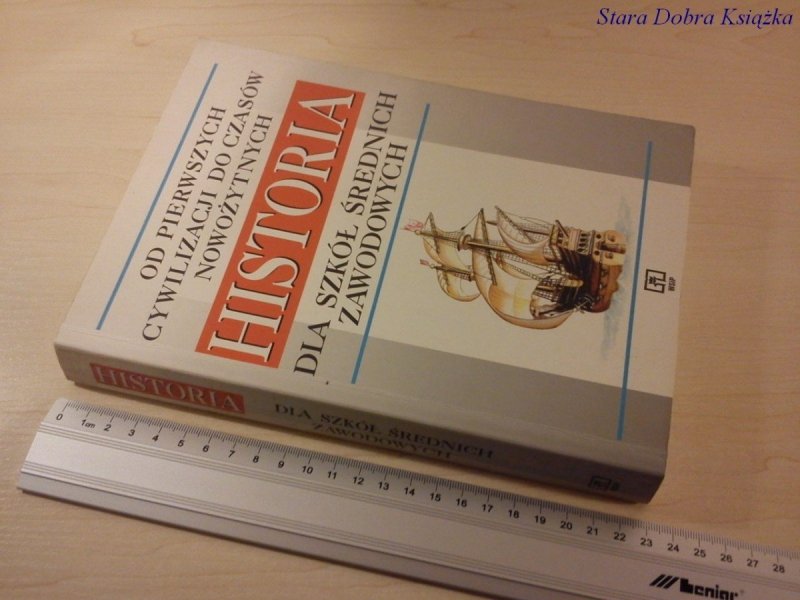 Stara Dobra Książka
OD PIERWSZYCH
CYWILIZACJI DO CZASÓW
NOWOŻYTNYCH
HISTORIA
DLA SZKÓŁ ŚREDNICH
ZAWODOWYCH
WSiP
HISTORIA
DLA SZKÓŁ ŚREDNICH
ZAWODOWYCH
0 1cm 2 3 4 5 6 7 8 9 10 11 12 13 14 15 16 17 18 19 20 21 22 23 24 25 26 27 28